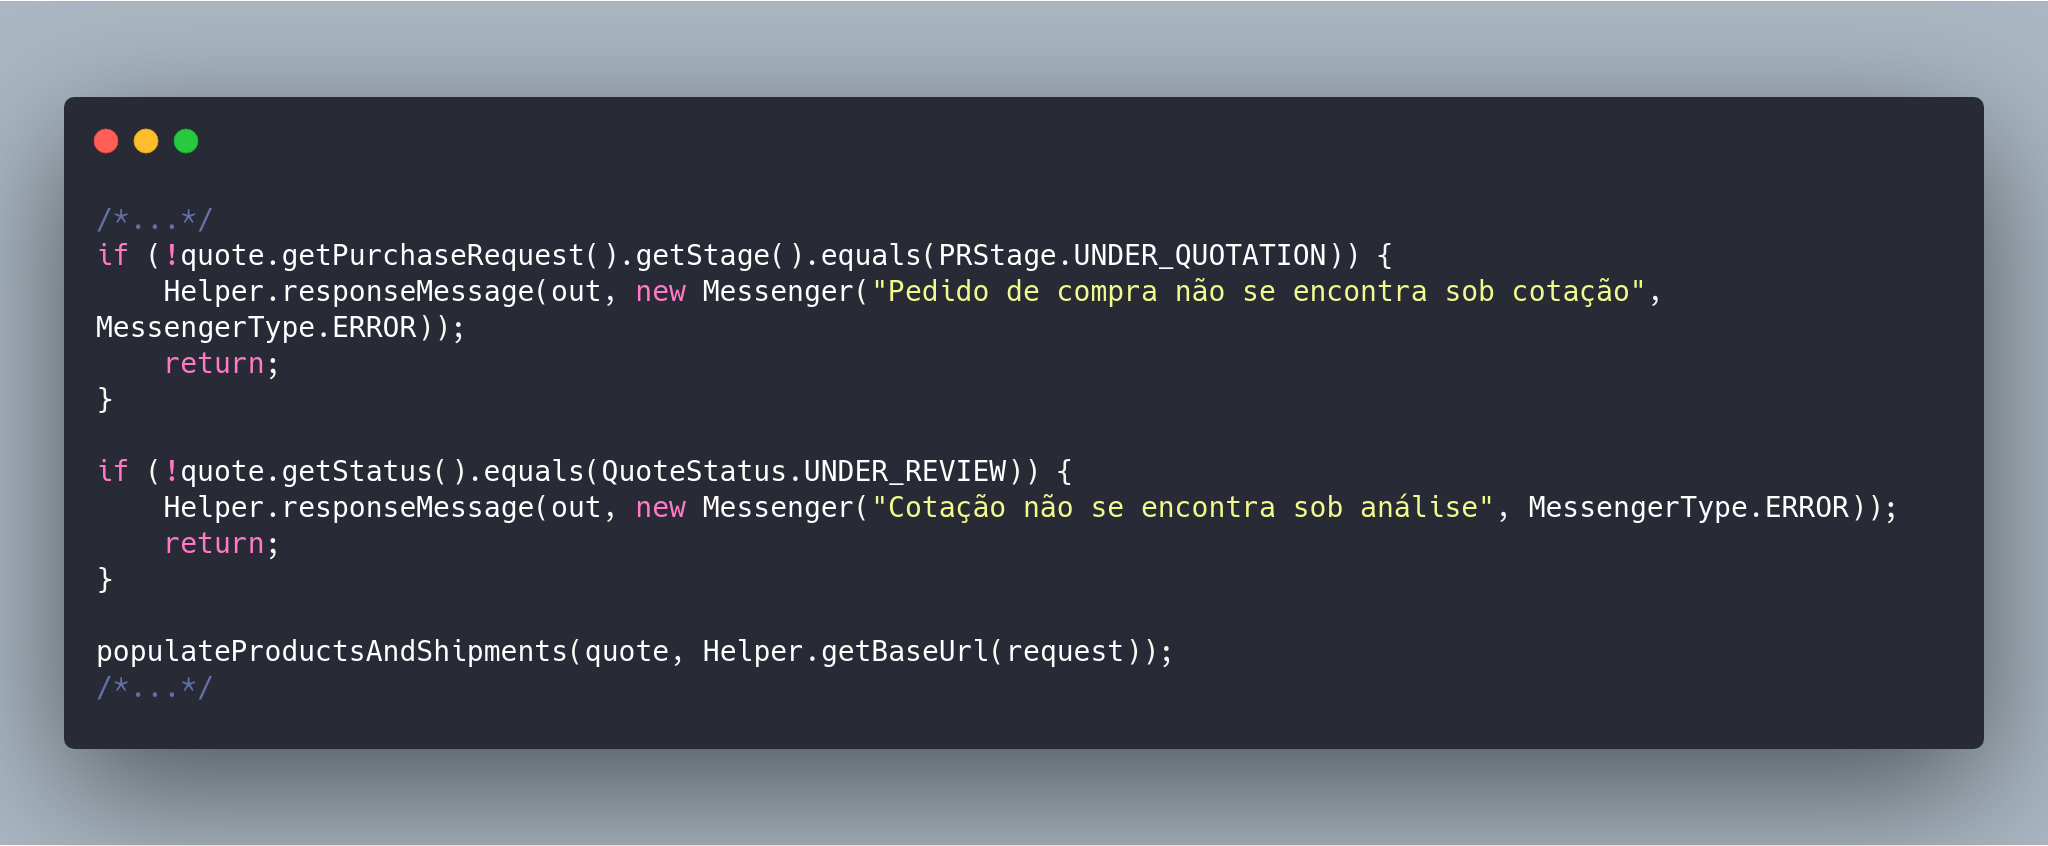 /*...*/
if (!quote.getPurchaseRequest().getStage().equals(PRStage.UNDER_QUOTATION)) {
    Helper.responseMessage(out, new Messenger("Pedido de compra não se encontra sob cotação",
MessengerType.ERROR));
    return;
}

if (!quote.getStatus().equals(QuoteStatus.UNDER_REVIEW)) {
    Helper.responseMessage(out, new Messenger("Cotação não se encontra sob análise", MessengerType.ERROR));
    return;
}

populateProductsAndShipments(quote, Helper.getBaseUrl(request));
/*...*/